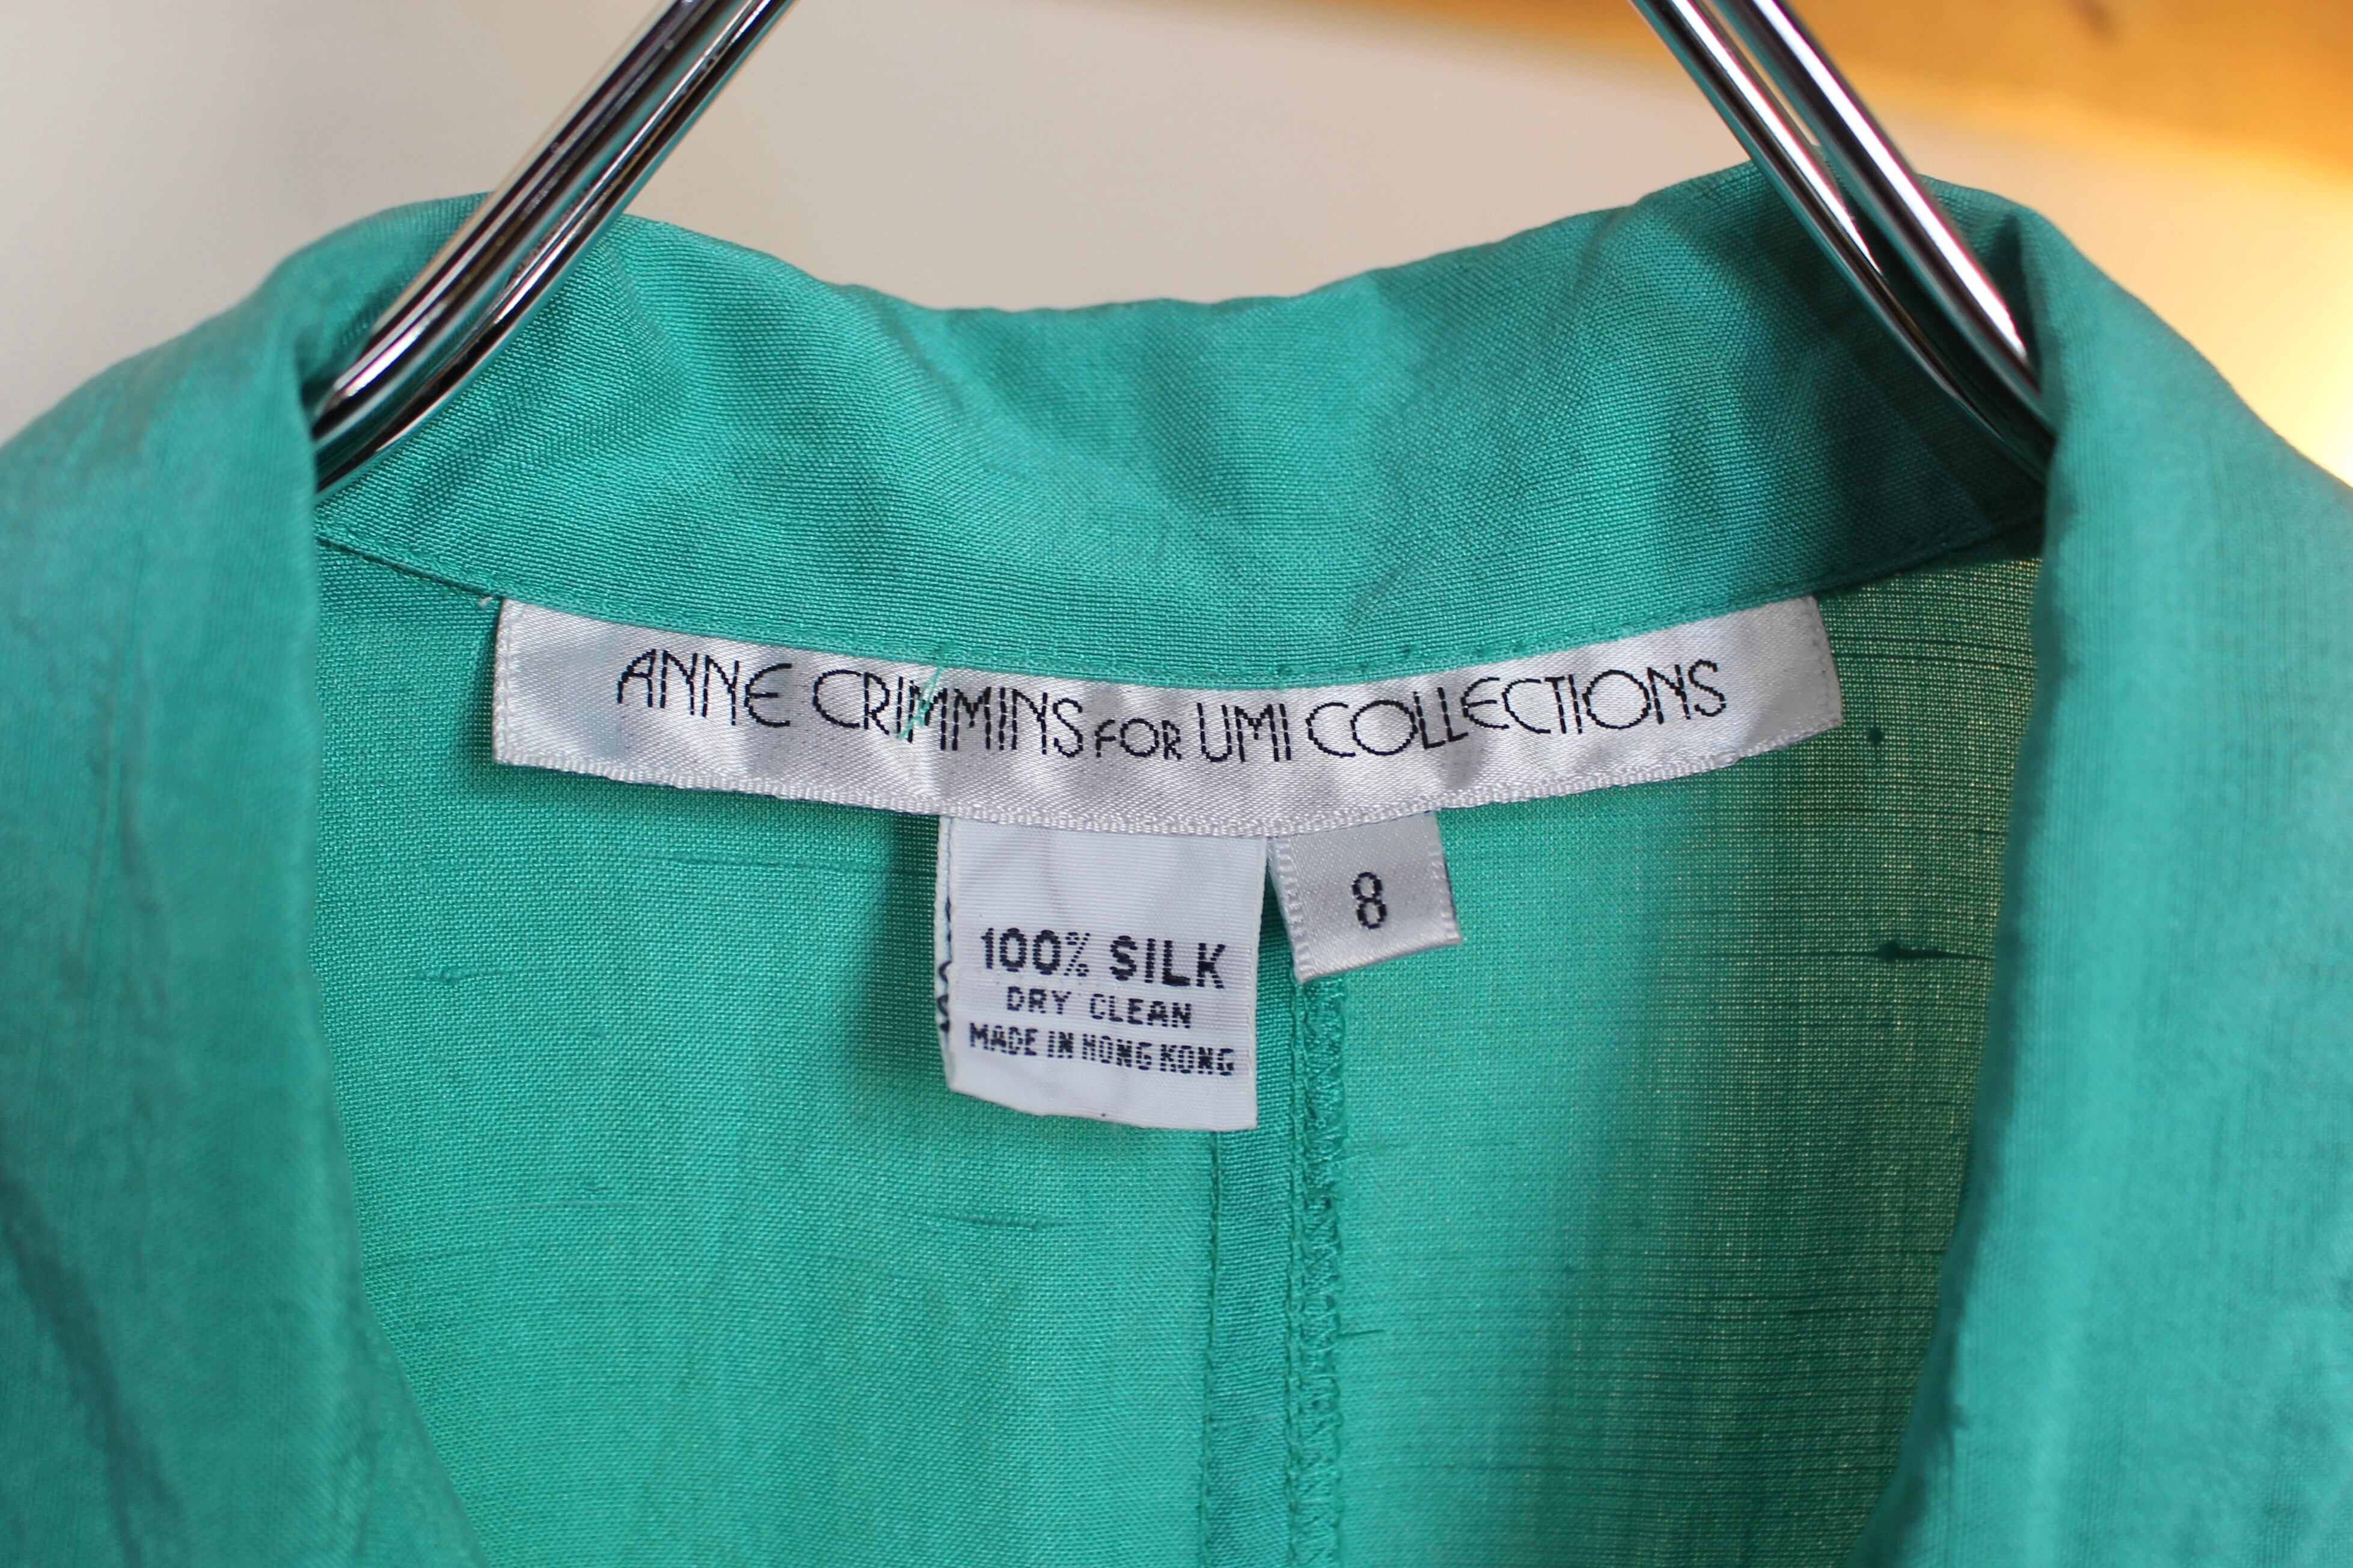 ANNE CRIMMINS FOR UMI COLLECTIONS
8
100% SILK
DRY CLEAN
MADE IN HONG KONG